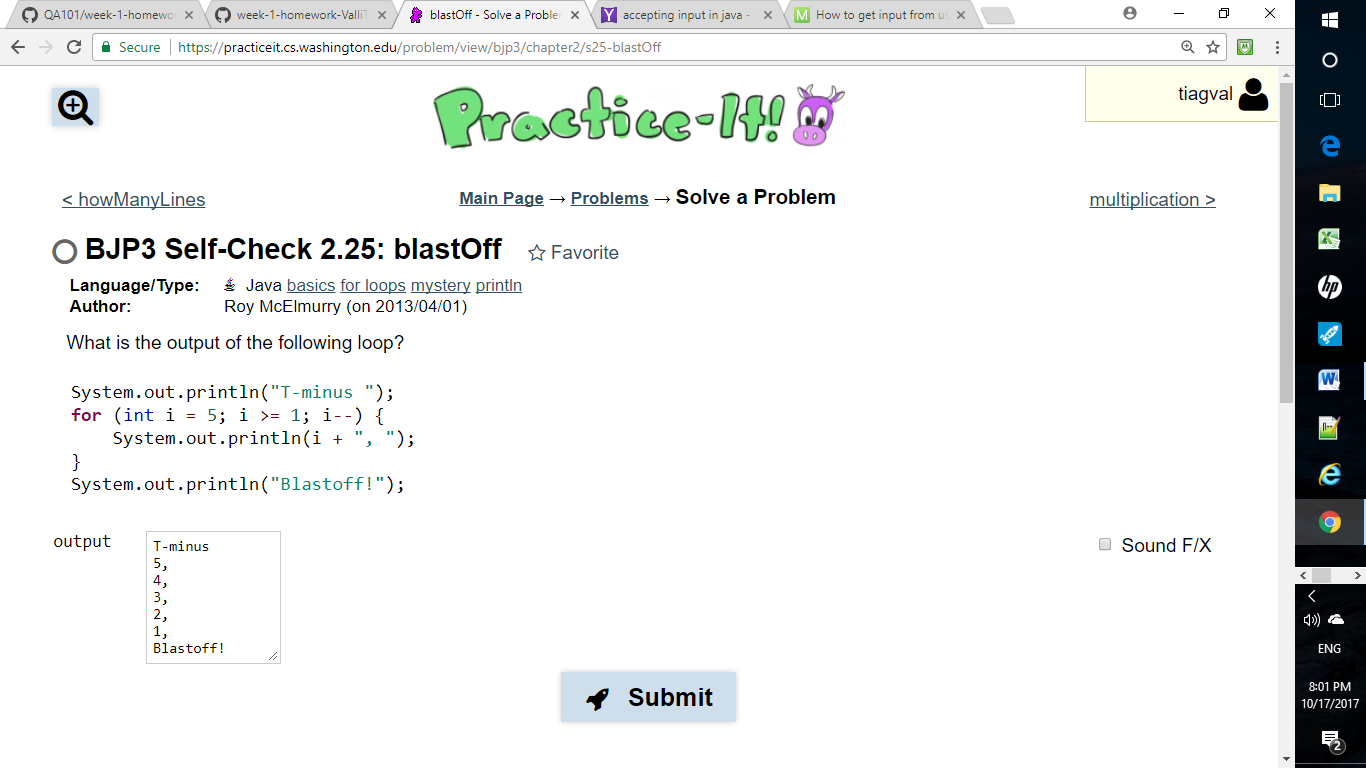 QA101/week-1-homewo
week-1-homework-ValliT
blastOff - Solve a Proble
accepting input in java -
How to get input from u
Secure
https://practiceit.cs.washington.edu/problem/view/bjp3/chapter2/s25-blastOff
Practice-It!
tiagval
< howManyLines
Main Page → Problems → Solve a Problem
multiplication >
BJP3 Self-Check 2.25: blastOff
Favorite
Language/Type: Java basics for loops mystery println
Author: Roy McElmurry (on 2013/04/01)
What is the output of the following loop?
System.out.println("T-minus ");
for (int i = 5; i >= 1; i--) {
    System.out.println(i + ", ");
}
System.out.println("Blastoff!");
output
T-minus
5,
4,
3,
2,
1,
Blastoff!
Sound F/X
Submit
hp
ENG
8:01 PM
10/17/2017
2